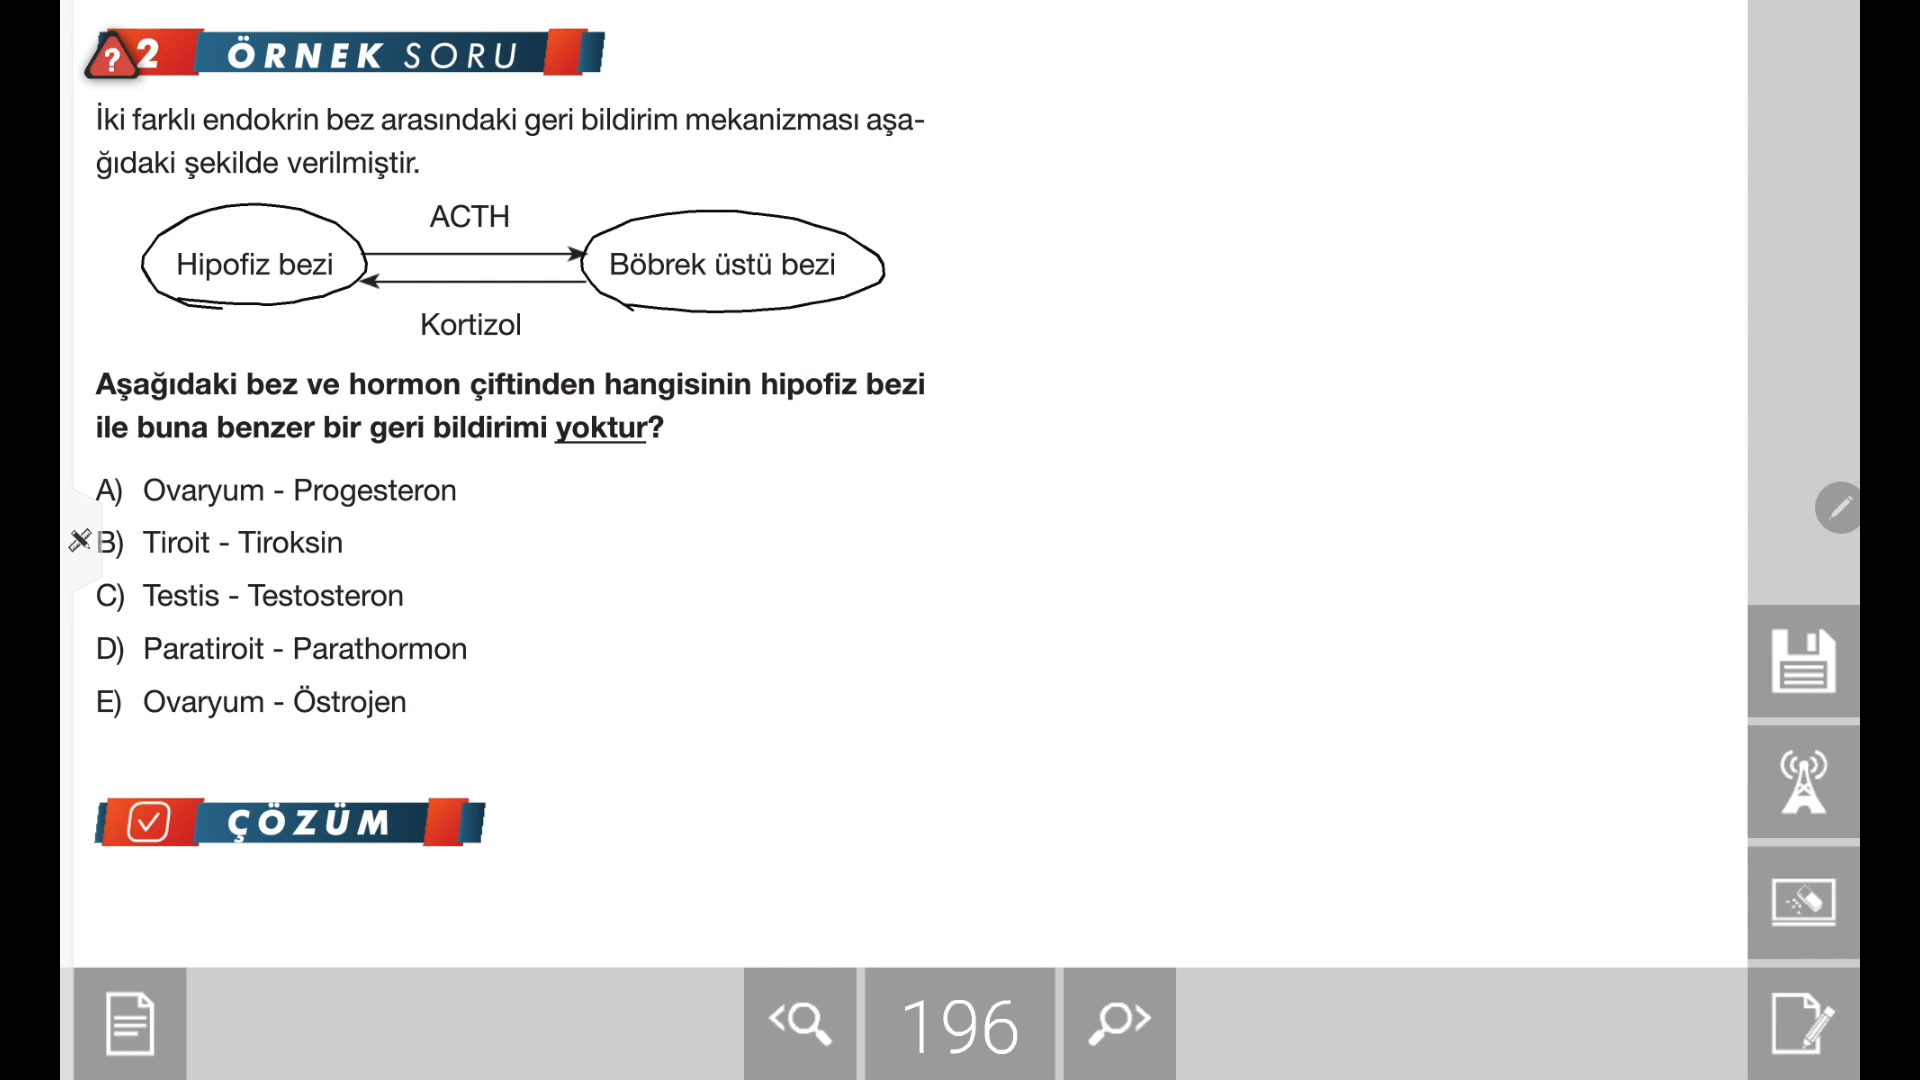 2 ÖRNEK SORU
İki farklı endokrin bez arasındaki geri bildirim mekanizması aşa-
ğıdaki şekilde verilmiştir.
ACTH
Hipofiz bezi
Böbrek üstü bezi
Kortizol
Aşağıdaki bez ve hormon çiftinden hangisinin hipofiz bezi
ile buna benzer bir geri bildirimi yoktur?
A) Ovaryum - Progesteron
B) Tiroit - Tiroksin
C) Testis - Testosteron
D) Paratiroit - Parathormon
E) Ovaryum - Östrojen
ÇÖZÜM
196